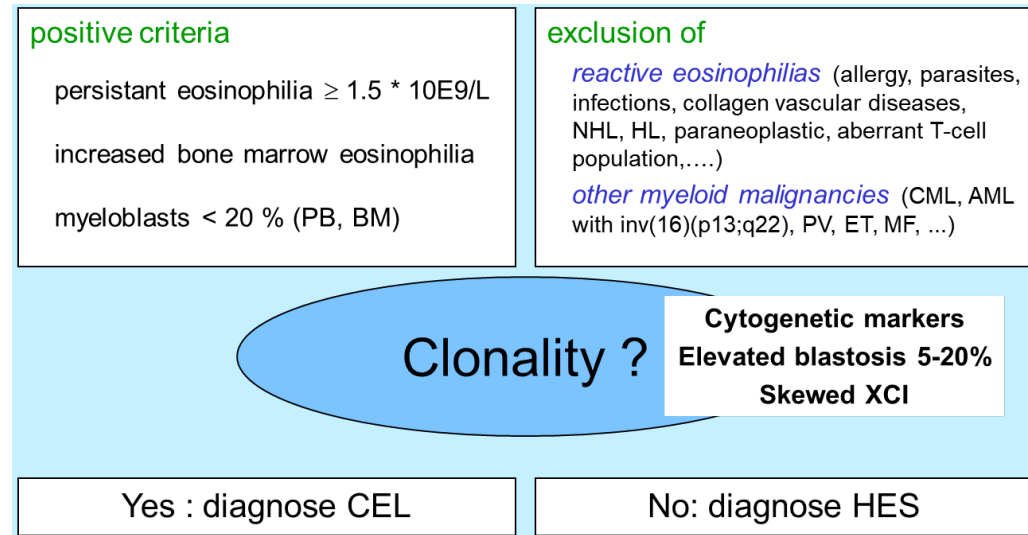 positive criteria
persistant eosinophilia ≥ 1.5 * 10E9/L
increased bone marrow eosinophilia
myeloblasts < 20 % (PB, BM)
exclusion of
reactive eosinophilias (allergy, parasites,
infections, collagen vascular diseases,
NHL, HL, paraneoplastic, aberrant T-cell
population,....)
other myeloid malignancies (CML, AML
with inv(16)(p13;q22), PV, ET, MF, ...)
Clonality ?
Cytogenetic markers
Elevated blastosis 5-20%
Skewed XCI
Yes : diagnose CEL
No: diagnose HES